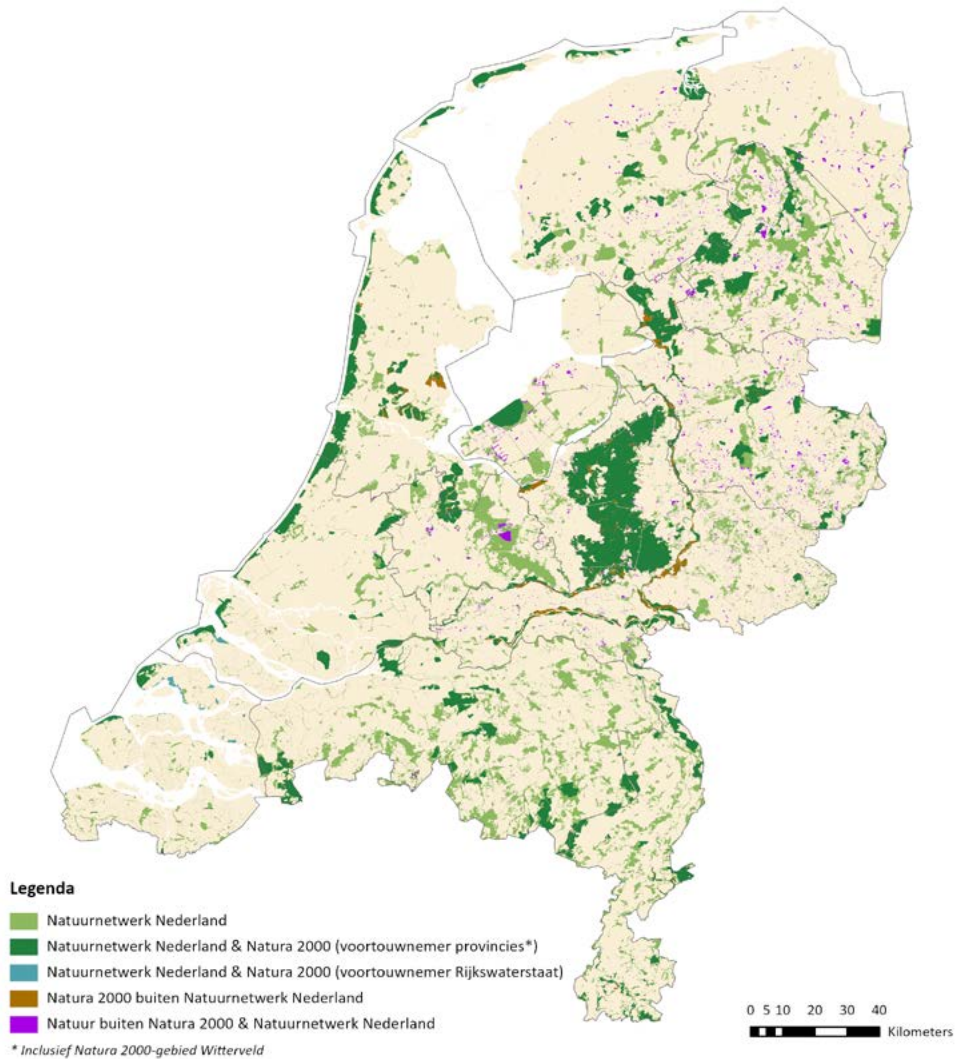 Legenda
Natuurnetwerk Nederland
Natuurnetwerk Nederland & Natura 2000 (voortouwnemer provincies*)
Natuurnetwerk Nederland & Natura 2000 (voortouwnemer Rijkswaterstaat)
Natura 2000 buiten Natuurnetwerk Nederland
Natuur buiten Natura 2000 & Natuurnetwerk Nederland
* Inclusief Natura 2000-gebied Witterveld
0 5 10 20 30 40
Kilometers